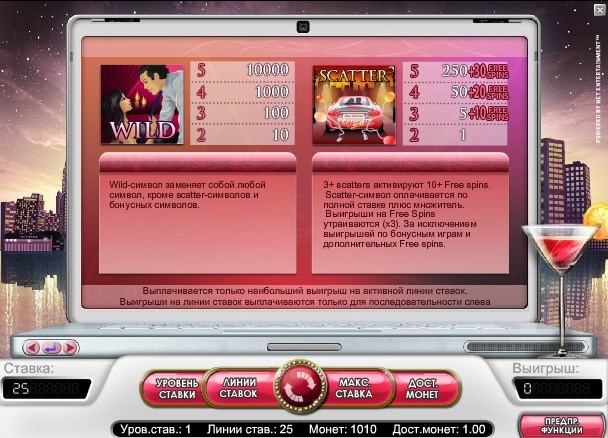 POWERED BY NET ENTERTAINMENT™
WILD
5 10000
4 1000
3 100
2 10
SCATTER
5 250 +30 FREE SPINS
4 50 +20 FREE SPINS
3 5 +10 FREE SPINS
2 1
Wild-символ заменяет собой любой
символ, кроме scatter-символов и
бонусных символов.
3+ scatters активируют 10+ Free spins.
Scatter-символ оплачивается по
полной ставке плюс множитель.
Выигрыши на Free Spins
утраиваются (x3). За исключением
выигрышей по бонусным играм и
дополнительных Free spins.
Выплачивается только наибольший выигрыш на активной линии ставок.
Выигрыши на линии ставок выплачиваются только для последовательности слева
Ставка:
25
УРОВЕНЬ
СТАВКИ
ЛИНИИ
СТАВОК
МАКС.
СТАВКА
ДОСТ.
МОНЕТ
Выигрыш:
0
ПРЕДПР.
ФУНКЦИИ
Уров.став.: 1 Линии став.: 25 Монет: 1010 Дост.монет: 1.00